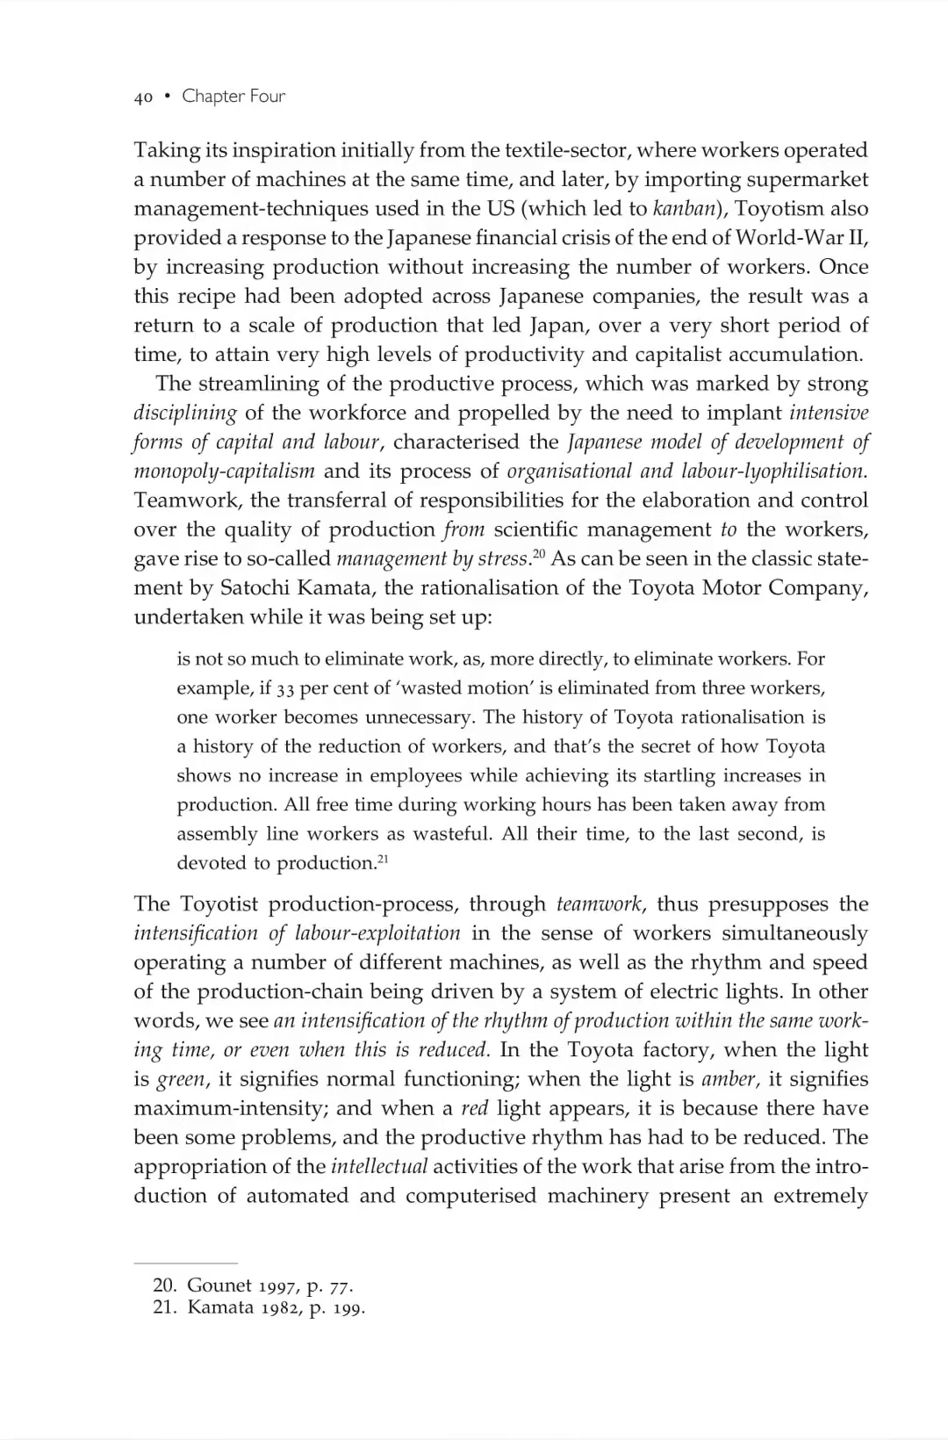 40 • Chapter Four
Taking its inspiration initially from the textile-sector, where workers operated
a number of machines at the same time, and later, by importing supermarket
management-techniques used in the US (which led to kanban), Toyotism also
provided a response to the Japanese financial crisis of the end of World-War II,
by increasing production without increasing the number of workers. Once
this recipe had been adopted across Japanese companies, the result was a
return to a scale of production that led Japan, over a very short period of
time, to attain very high levels of productivity and capitalist accumulation.
The streamlining of the productive process, which was marked by strong
disciplining of the workforce and propelled by the need to implant intensive
forms of capital and labour, characterised the Japanese model of development of
monopoly-capitalism and its process of organisational and labour-lyophilisation.
Teamwork, the transferral of responsibilities for the elaboration and control
over the quality of production from scientific management to the workers,
gave rise to so-called management by stress.20 As can be seen in the classic state-
ment by Satochi Kamata, the rationalisation of the Toyota Motor Company,
undertaken while it was being set up:
is not so much to eliminate work, as, more directly, to eliminate workers. For
example, if 33 per cent of ‘wasted motion’ is eliminated from three workers,
one worker becomes unnecessary. The history of Toyota rationalisation is
a history of the reduction of workers, and that’s the secret of how Toyota
shows no increase in employees while achieving its startling increases in
production. All free time during working hours has been taken away from
assembly line workers as wasteful. All their time, to the last second, is
devoted to production.21
The Toyotist production-process, through teamwork, thus presupposes the
intensification of labour-exploitation in the sense of workers simultaneously
operating a number of different machines, as well as the rhythm and speed
of the production-chain being driven by a system of electric lights. In other
words, we see an intensification of the rhythm of production within the same work-
ing time, or even when this is reduced. In the Toyota factory, when the light
is green, it signifies normal functioning; when the light is amber, it signifies
maximum-intensity; and when a red light appears, it is because there have
been some problems, and the productive rhythm has had to be reduced. The
appropriation of the intellectual activities of the work that arise from the intro-
duction of automated and computerised machinery present an extremely
20. Gounet 1997, p. 77.
21. Kamata 1982, p. 199.